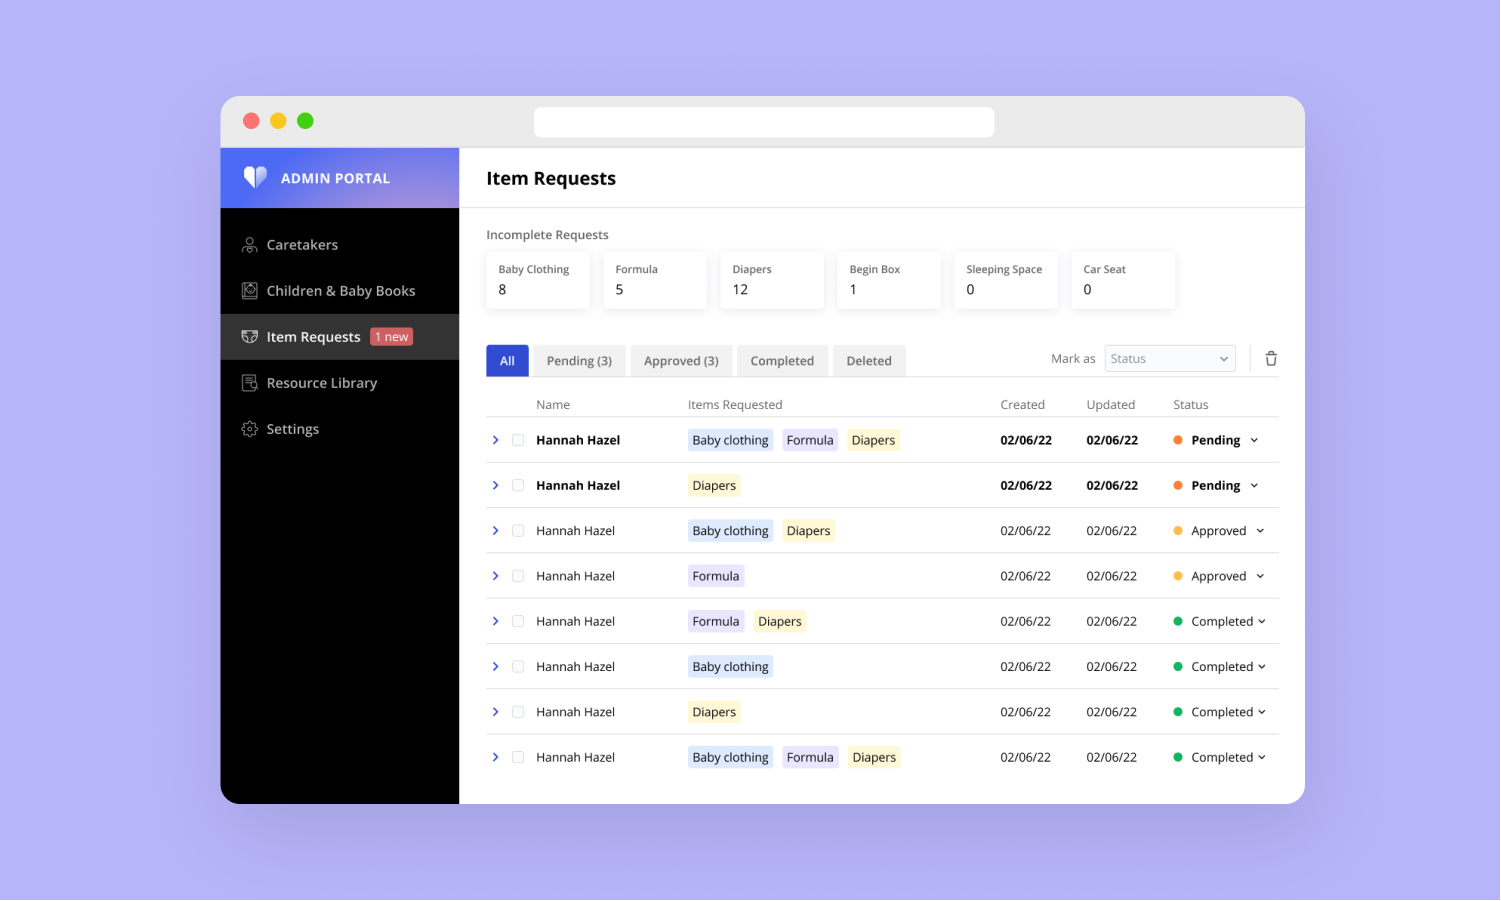 ADMIN PORTAL
Caretakers
Children & Baby Books
Item Requests 1 new
Resource Library
Settings
Item Requests
Incomplete Requests
Baby Clothing Formula Diapers Begin Box Sleeping Space Car Seat
8 5 12 1 0 0
All Pending (3) Approved (3) Completed Deleted Mark as Status
Name Items Requested Created Updated Status
Hannah Hazel Baby clothing Formula Diapers 02/06/22 02/06/22 Pending
Hannah Hazel Diapers 02/06/22 02/06/22 Pending
Hannah Hazel Baby clothing Diapers 02/06/22 02/06/22 Approved
Hannah Hazel Formula 02/06/22 02/06/22 Approved
Hannah Hazel Formula Diapers 02/06/22 02/06/22 Completed
Hannah Hazel Baby clothing 02/06/22 02/06/22 Completed
Hannah Hazel Diapers 02/06/22 02/06/22 Completed
Hannah Hazel Baby clothing Formula Diapers 02/06/22 02/06/22 Completed